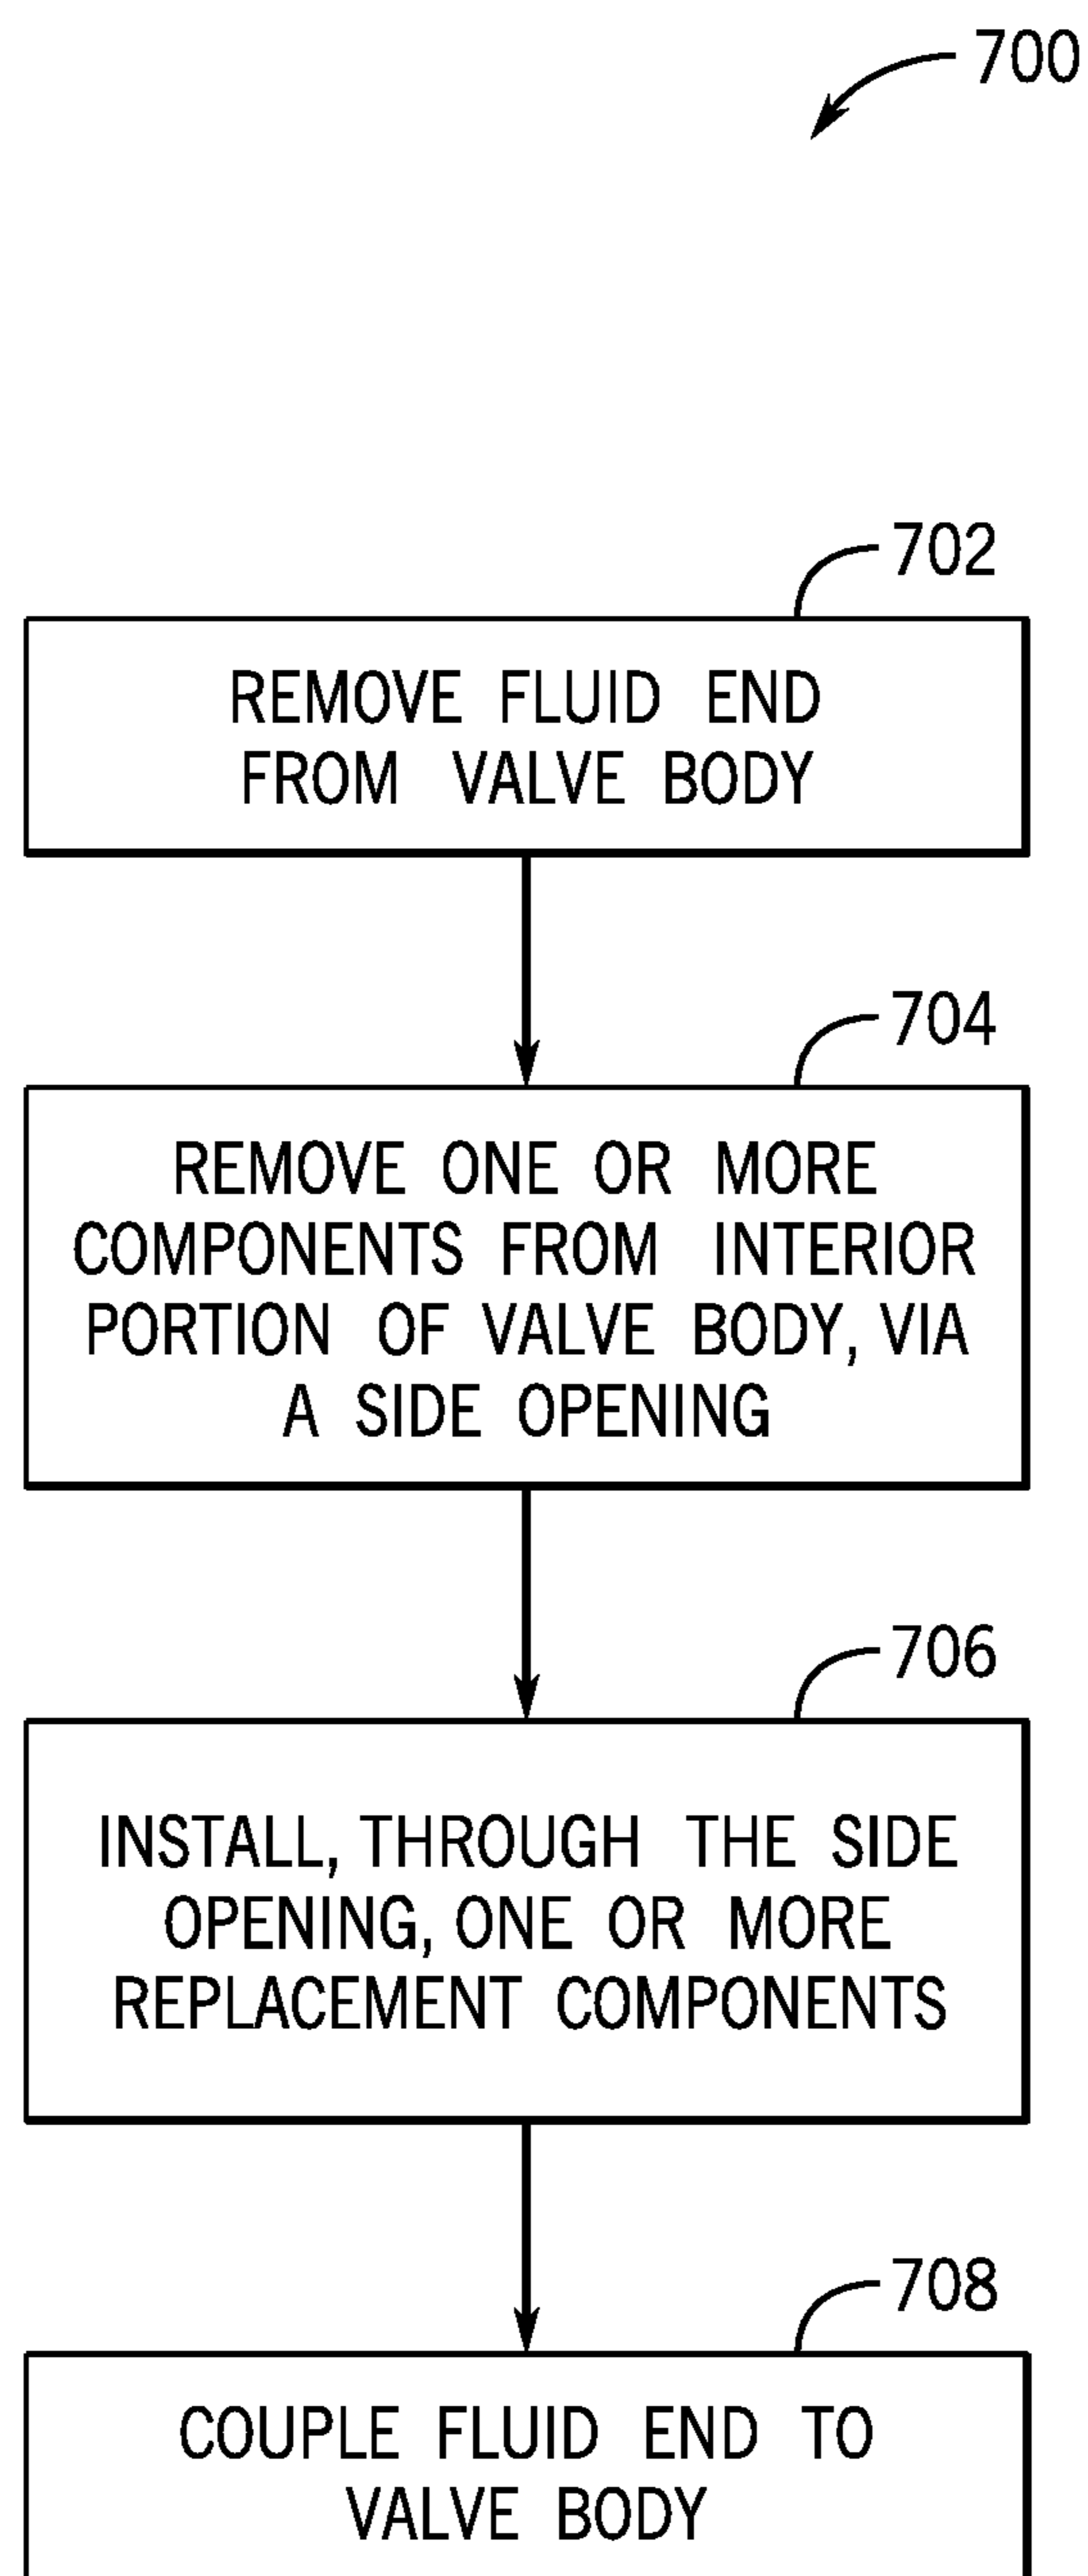 700
702
REMOVE FLUID END
FROM VALVE BODY
704
REMOVE ONE OR MORE
COMPONENTS FROM INTERIOR
PORTION OF VALVE BODY, VIA
A SIDE OPENING
706
INSTALL, THROUGH THE SIDE
OPENING, ONE OR MORE
REPLACEMENT COMPONENTS
708
COUPLE FLUID END TO
VALVE BODY